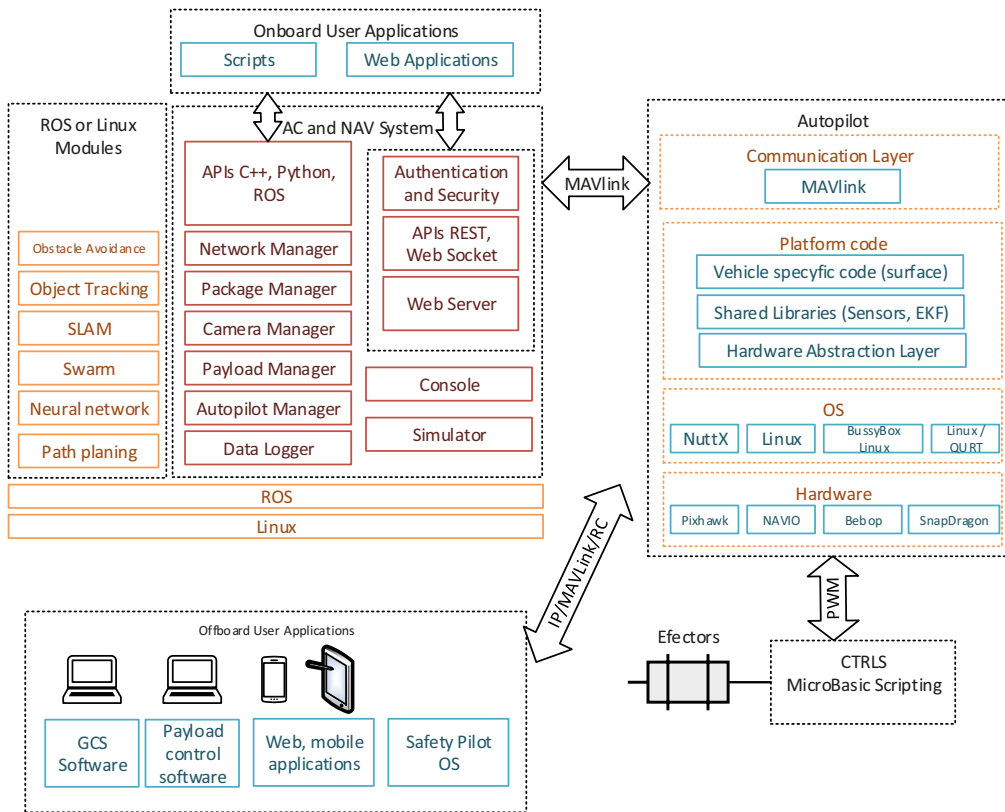 Onboard User Applications
Scripts
Web Applications
ROS or Linux
Modules
Obstacle Avoidance
Object Tracking
SLAM
Swarm
Neural network
Path planing
AC and NAV System
APIs C++, Python,
ROS
Network Manager
Package Manager
Camera Manager
Payload Manager
Autopilot Manager
Data Logger
Authentication
and Security
APIs REST,
Web Socket
Web Server
Console
Simulator
ROS
Linux
MAVlink
Autopilot
Communication Layer
MAVlink
Platform code
Vehicle specyfic code (surface)
Shared Libraries (Sensors, EKF)
Hardware Abstraction Layer
OS
NuttX
Linux
BussyBox
Linux
Linux /
QURT
Hardware
Pixhawk
NAVIO
Bebop
SnapDragon
IP/MAVLink/RC
PWM
Offboard User Applications
GCS
Software
Payload
control
software
Web, mobile
applications
Safety Pilot
OS
Efectors
CTRLS
MicroBasic Scripting